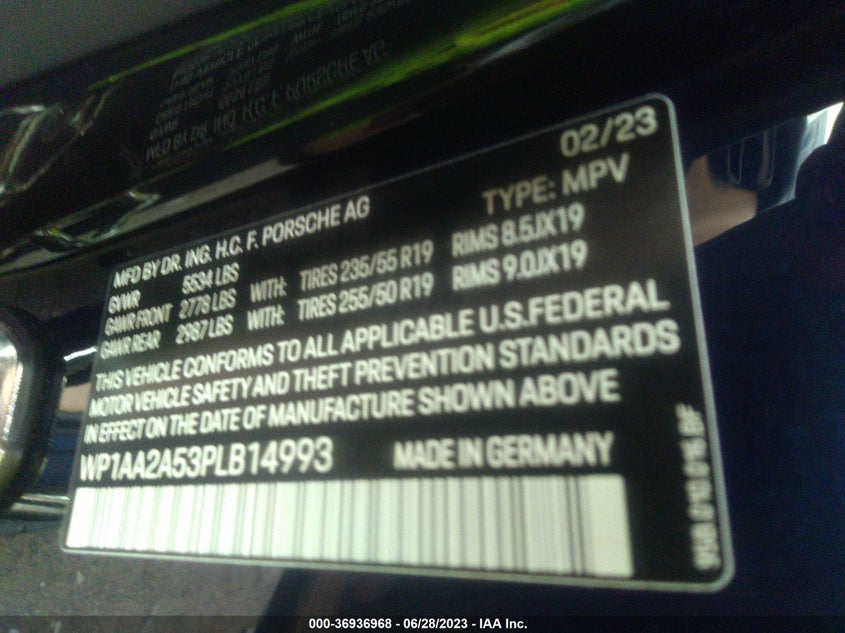 02/23
MFD BY DR. ING. H.C. F. PORSCHE AG TYPE: MPV
GVWR 5534 LBS
GAWR FRONT 2778 LBS WITH: TIRES 235/55 R19 RIMS 8.5JX19
GAWR REAR 2987 LBS WITH: TIRES 255/50 R19 RIMS 9.0JX19
THIS VEHICLE CONFORMS TO ALL APPLICABLE U.S.FEDERAL
MOTOR VEHICLE SAFETY AND THEFT PREVENTION STANDARDS
IN EFFECT ON THE DATE OF MANUFACTURE SHOWN ABOVE
WP1AA2A53PLB14993 MADE IN GERMANY
000-36936968 - 06/28/2023 - IAA Inc.